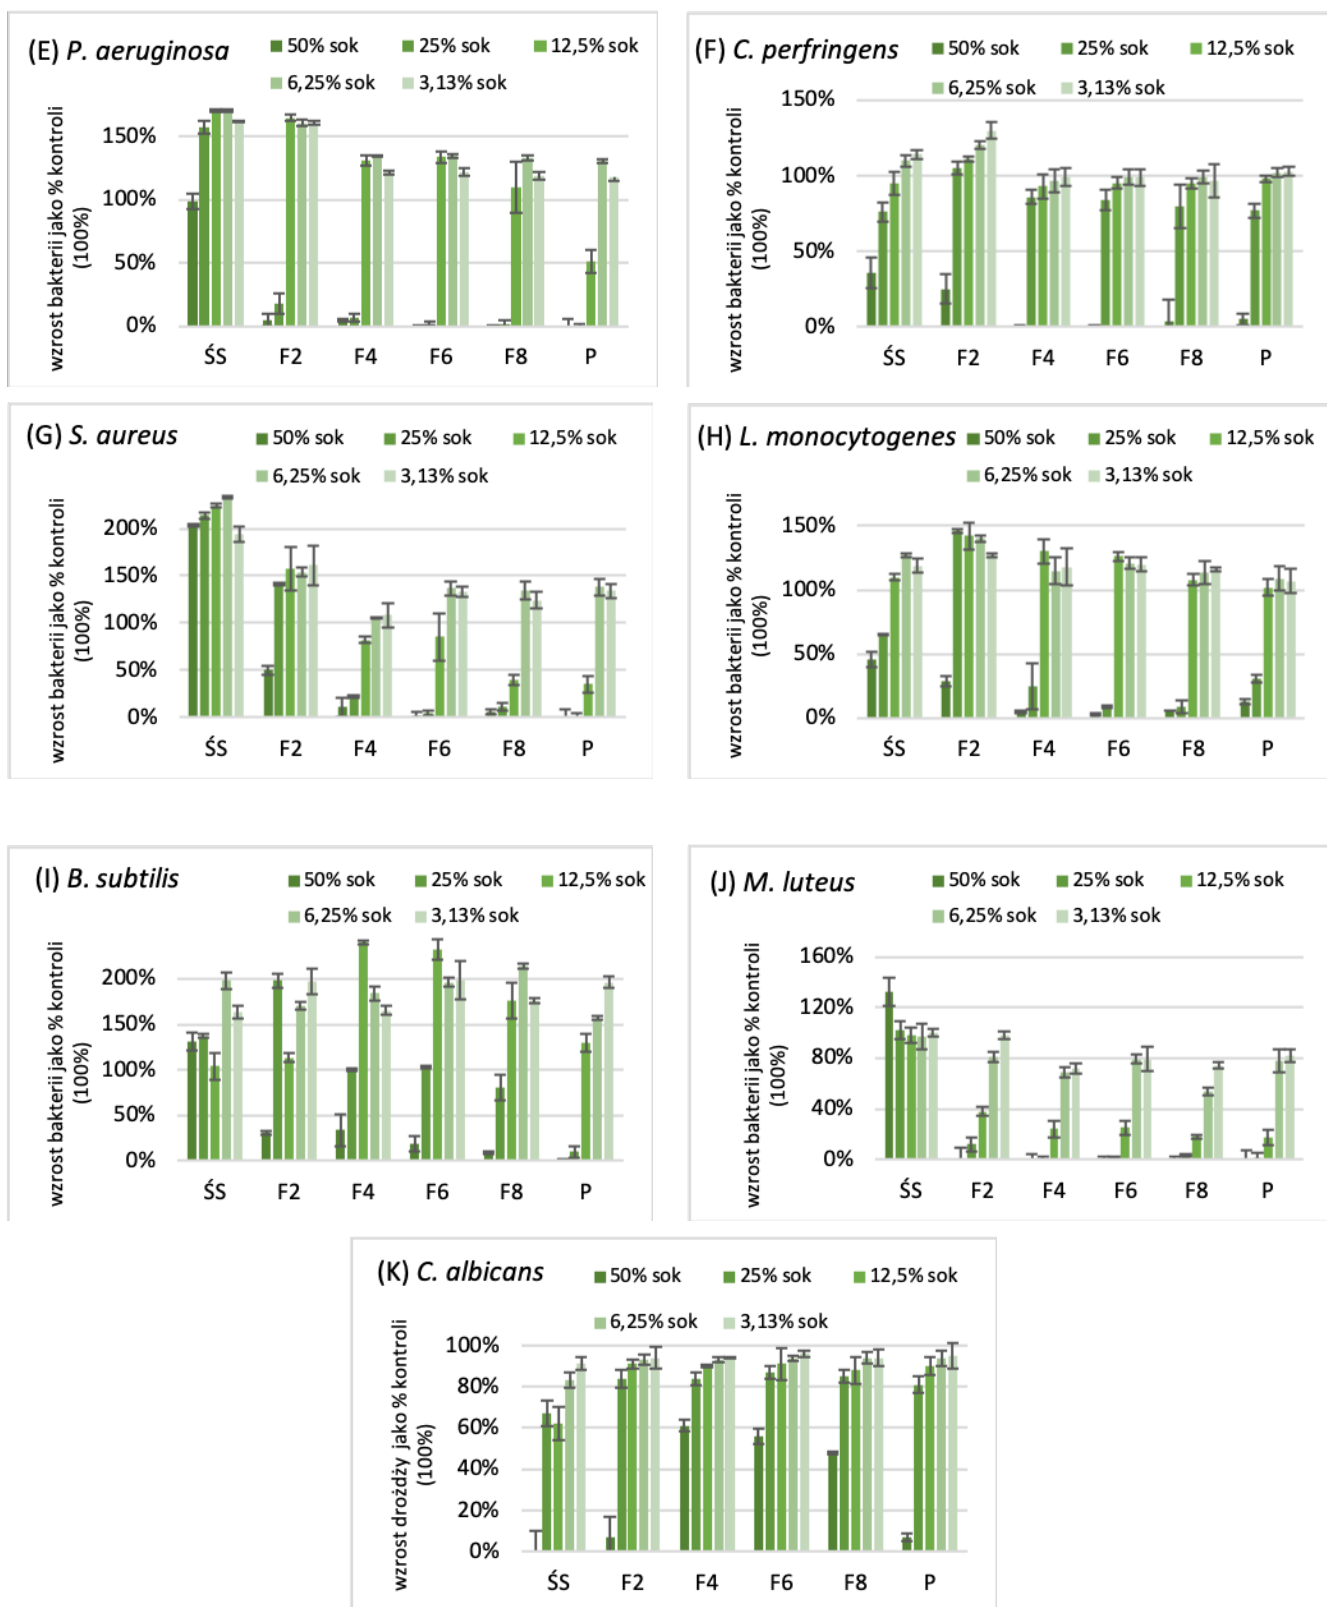 (E) P. aeruginosa
50% sok 25% sok 12,5% sok
6,25% sok 3,13% sok
wzrost bakterii jako % kontroli
(100%)
150%
100%
50%
0%
ŚS F2 F4 F6 F8 P
(F) C. perfringens
50% sok 25% sok 12,5% sok
6,25% sok 3,13% sok
wzrost bakterii jako % kontroli
(100%)
150%
100%
50%
0%
ŚS F2 F4 F6 F8 P
(G) S. aureus
50% sok 25% sok 12,5% sok
6,25% sok 3,13% sok
wzrost bakterii jako % kontroli
(100%)
200%
150%
100%
50%
0%
ŚS F2 F4 F6 F8 P
(H) L. monocytogenes
50% sok 25% sok 12,5% sok
6,25% sok 3,13% sok
wzrost bakterii jako % kontroli
(100%)
150%
100%
50%
0%
ŚS F2 F4 F6 F8 P
(I) B. subtilis
50% sok 25% sok 12,5% sok
6,25% sok 3,13% sok
wzrost bakterii jako % kontroli
(100%)
200%
150%
100%
50%
0%
ŚS F2 F4 F6 F8 P
(J) M. luteus
50% sok 25% sok 12,5% sok
6,25% sok 3,13% sok
wzrost bakterii jako % kontroli
(100%)
160%
120%
80%
40%
0%
ŚS F2 F4 F6 F8 P
(K) C. albicans
50% sok 25% sok 12,5% sok
6,25% sok 3,13% sok
wzrost drożdży jako % kontroli
(100%)
100%
80%
60%
40%
20%
0%
ŚS F2 F4 F6 F8 P